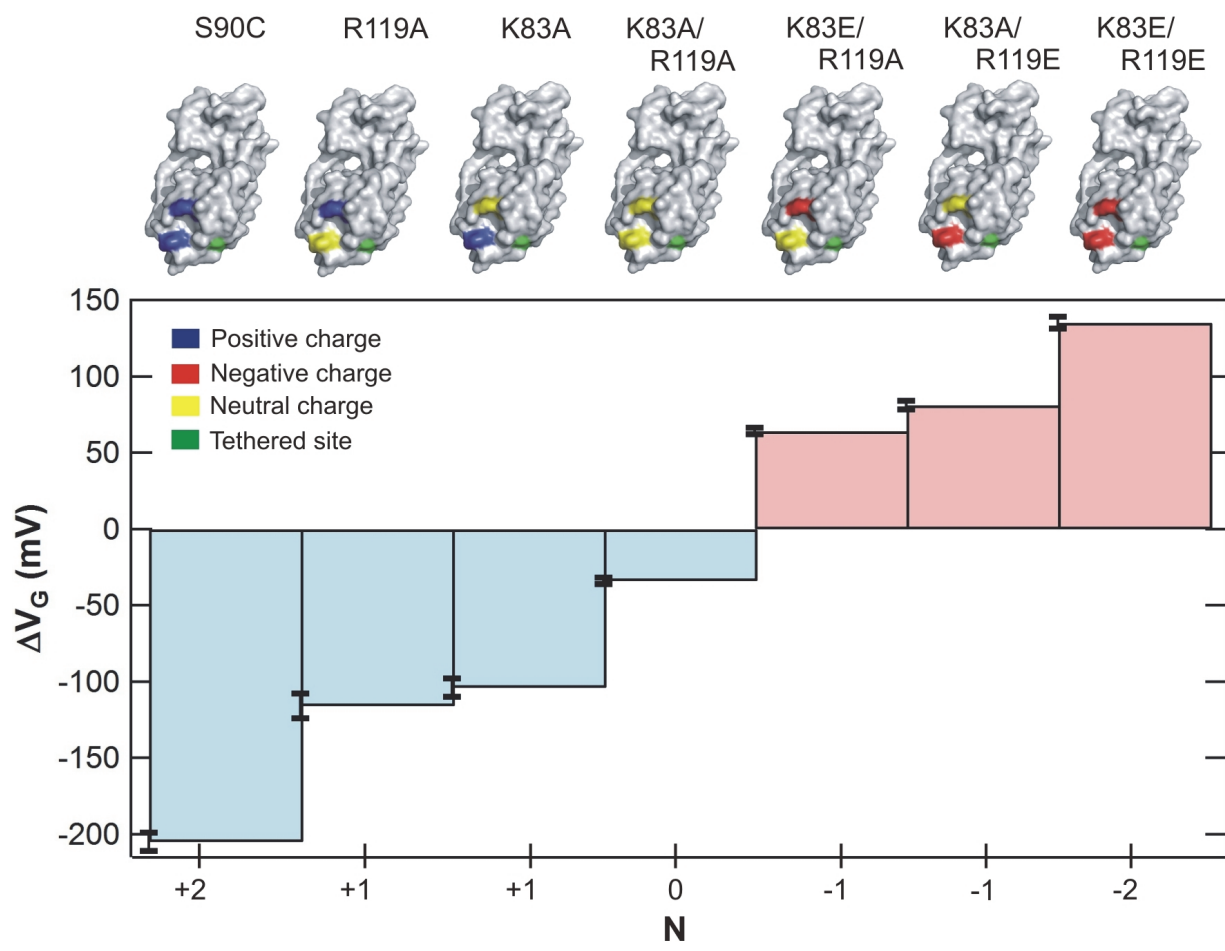 S90C R119A K83A K83A/ K83E/ K83A/ K83E/
R119A R119A R119E R119E
150
Positive charge
100
Negative charge
Neutral charge
50
Tethered site
0
-50
-100
-150
-200
ΔVG (mV)
+2 +1 +1 0 -1 -1 -2
N